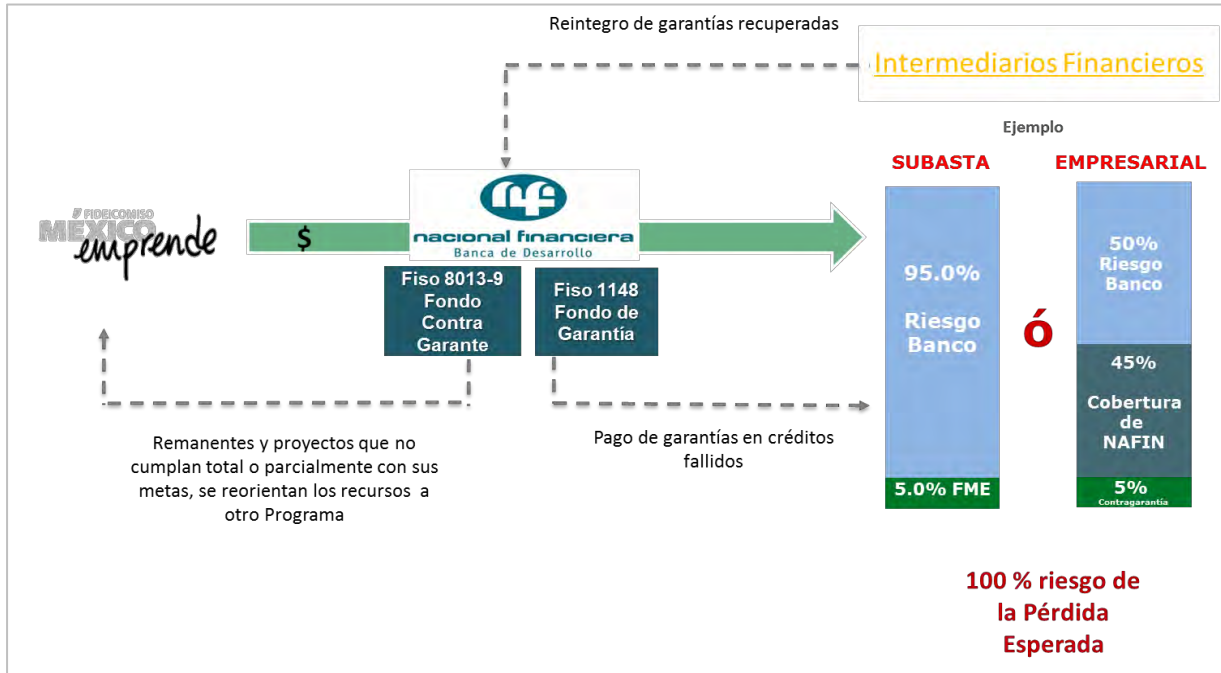 Reintegro de garantías recuperadas
Intermediarios Financieros
Ejemplo
SUBASTA
EMPRESARIAL
FIDEICOMISO
MÉXICO
emprende
$
nf
nacional financiera
Banca de Desarrollo
Fiso 8013-9
Fondo
Contra
Garante
Fiso 1148
Fondo de
Garantía
95.0%
Riesgo
Banco
5.0% FME
Ó
50%
Riesgo
Banco
45%
Cobertura
de
NAFIN
5%
Contragarantía
Remanentes y proyectos que no
cumplan total o parcialmente con sus
metas, se reorientan los recursos a
otro Programa
Pago de garantías en créditos
fallidos
100 % riesgo de
la Pérdida
Esperada